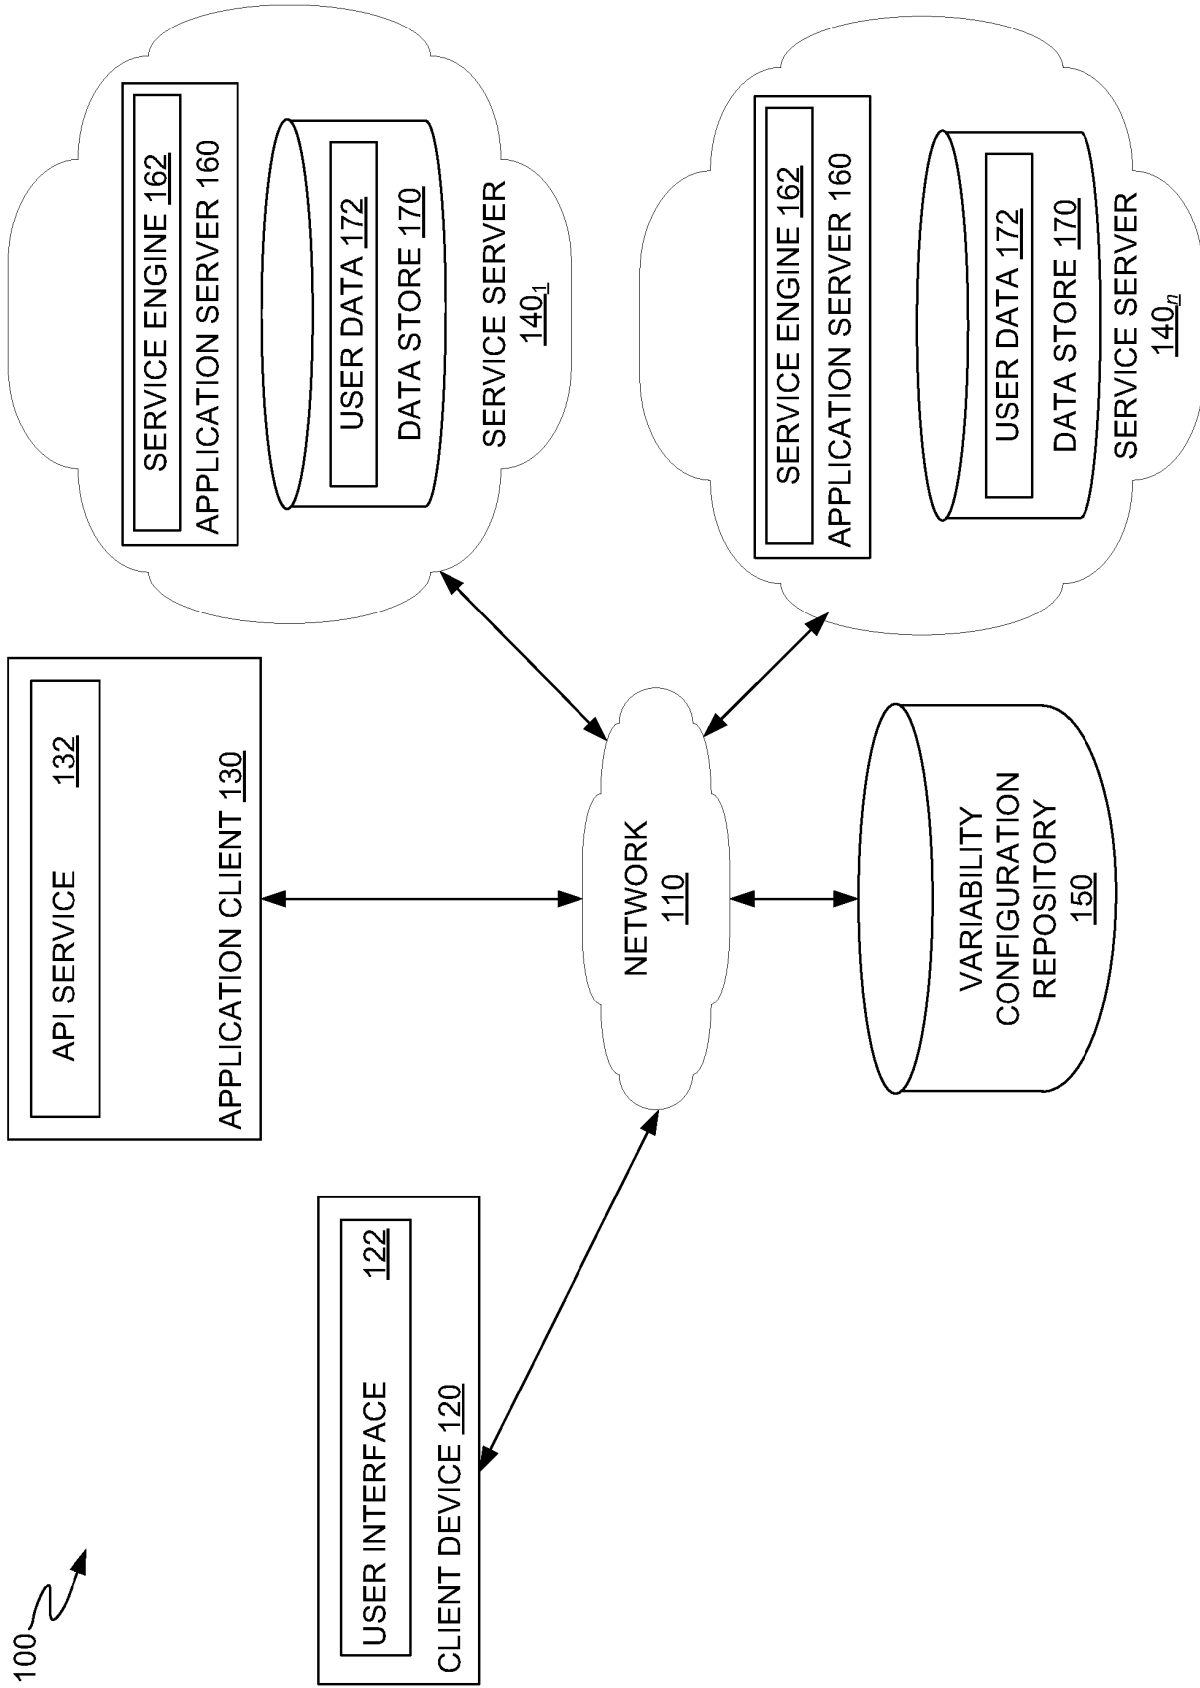 100
USER INTERFACE 122
CLIENT DEVICE 120
API SERVICE 132
APPLICATION CLIENT 130
NETWORK
110
VARIABILITY
CONFIGURATION
REPOSITORY
150
SERVICE ENGINE 162
APPLICATION SERVER 160
USER DATA 172
DATA STORE 170
SERVICE SERVER
140₁
SERVICE ENGINE 162
APPLICATION SERVER 160
USER DATA 172
DATA STORE 170
SERVICE SERVER
140ₙ